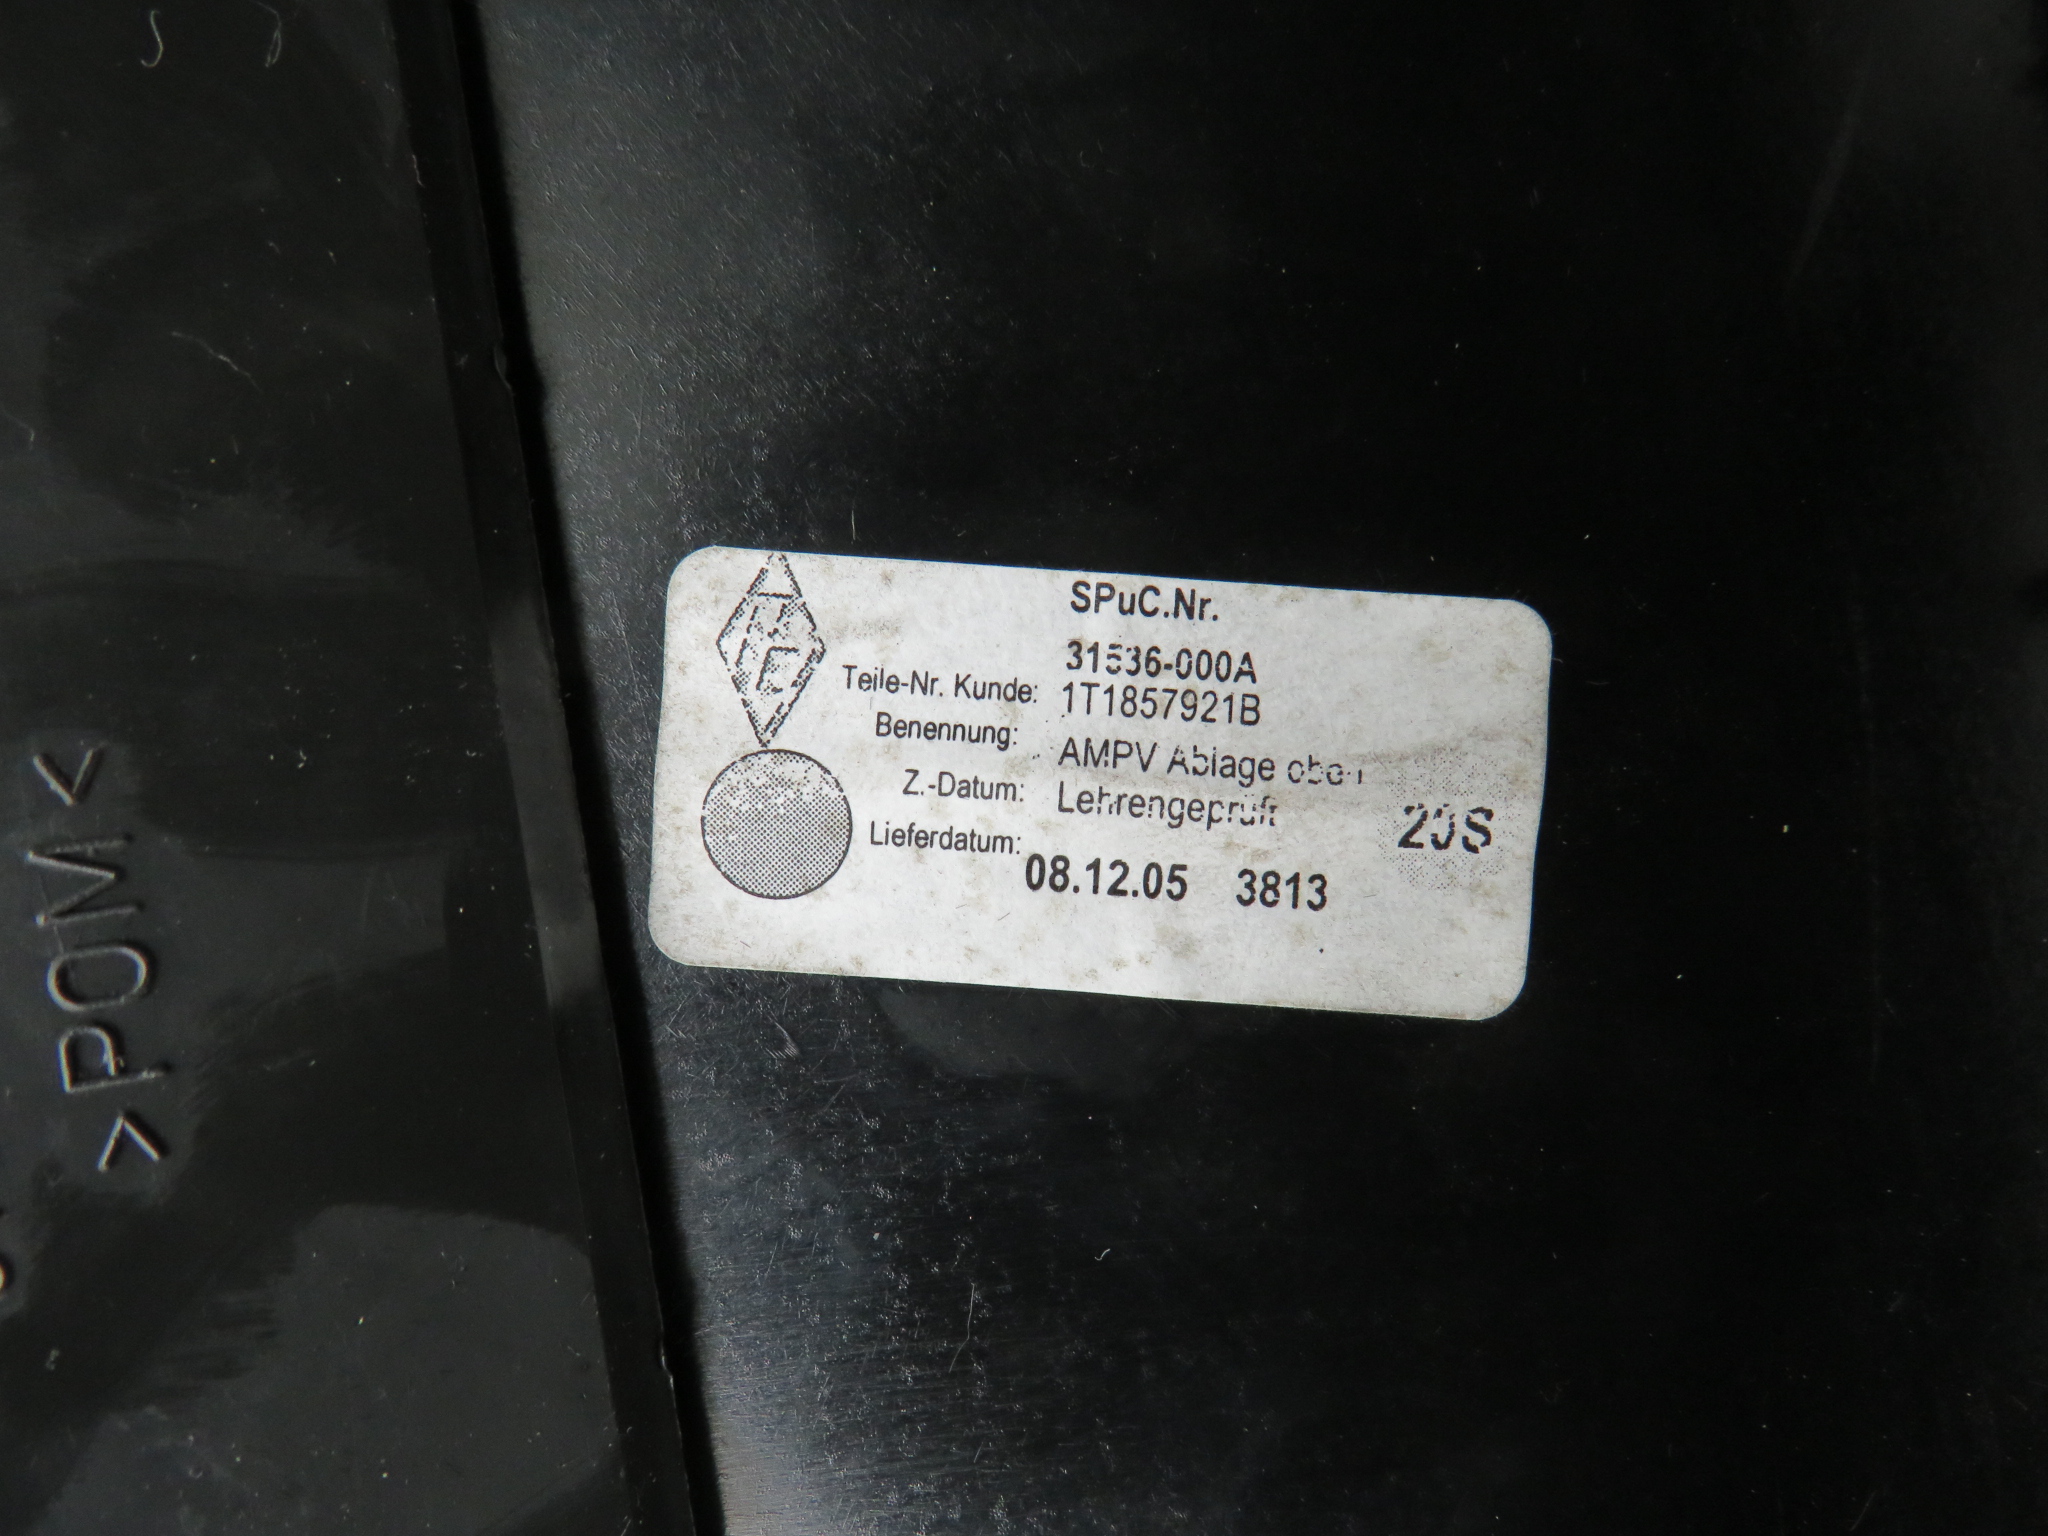 SPuC.Nr.
31536-000A
Teile-Nr. Kunde: 1T1857921B
Benennung: AMPV Ablage oben
Z.-Datum: Lehrengeprüft
20S
Lieferdatum: 08.12.05 3813
>POM<